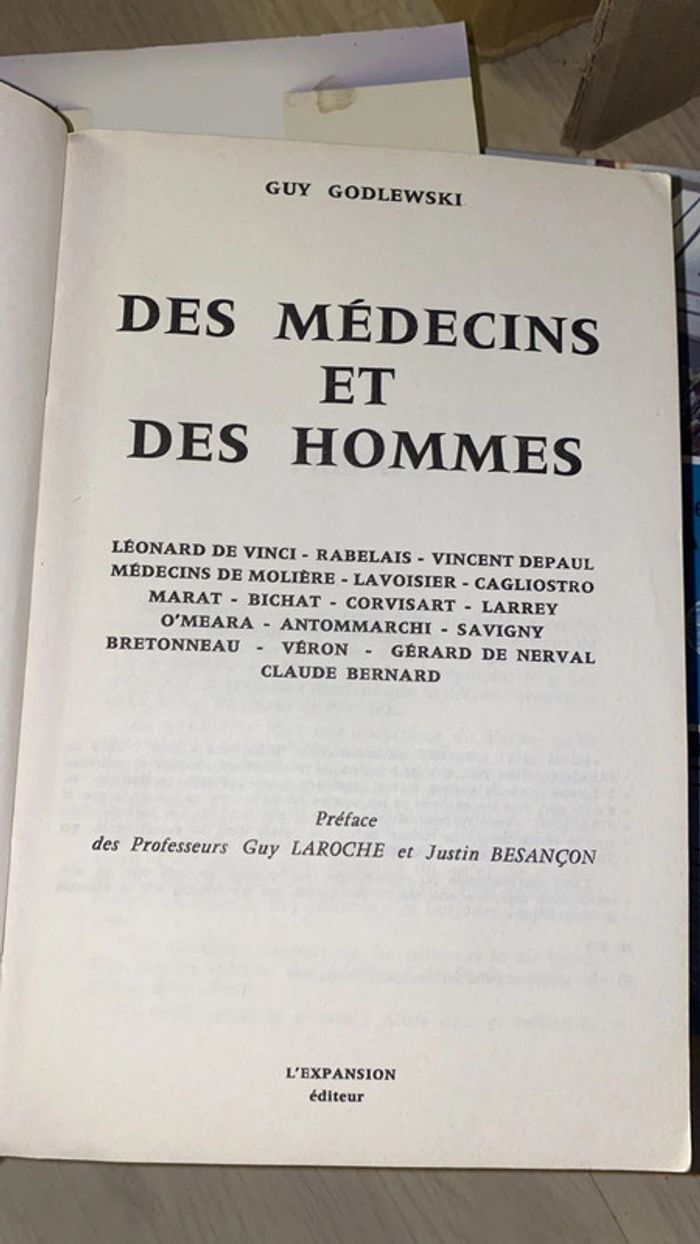 GUY GODLEWSKI
DES MÉDECINS
ET
DES HOMMES
LÉONARD DE VINCI - RABELAIS - VINCENT DEPAUL
MÉDECINS DE MOLIÈRE - LAVOISIER - CAGLIOSTRO
MARAT - BICHAT - CORVISART - LARREY
O'MEARA - ANTOMMARCHI - SAVIGNY
BRETONNEAU - VÉRON - GÉRARD DE NERVAL
CLAUDE BERNARD
Préface
des Professeurs Guy LAROCHE et Justin BESANÇON
L'EXPANSION
éditeur